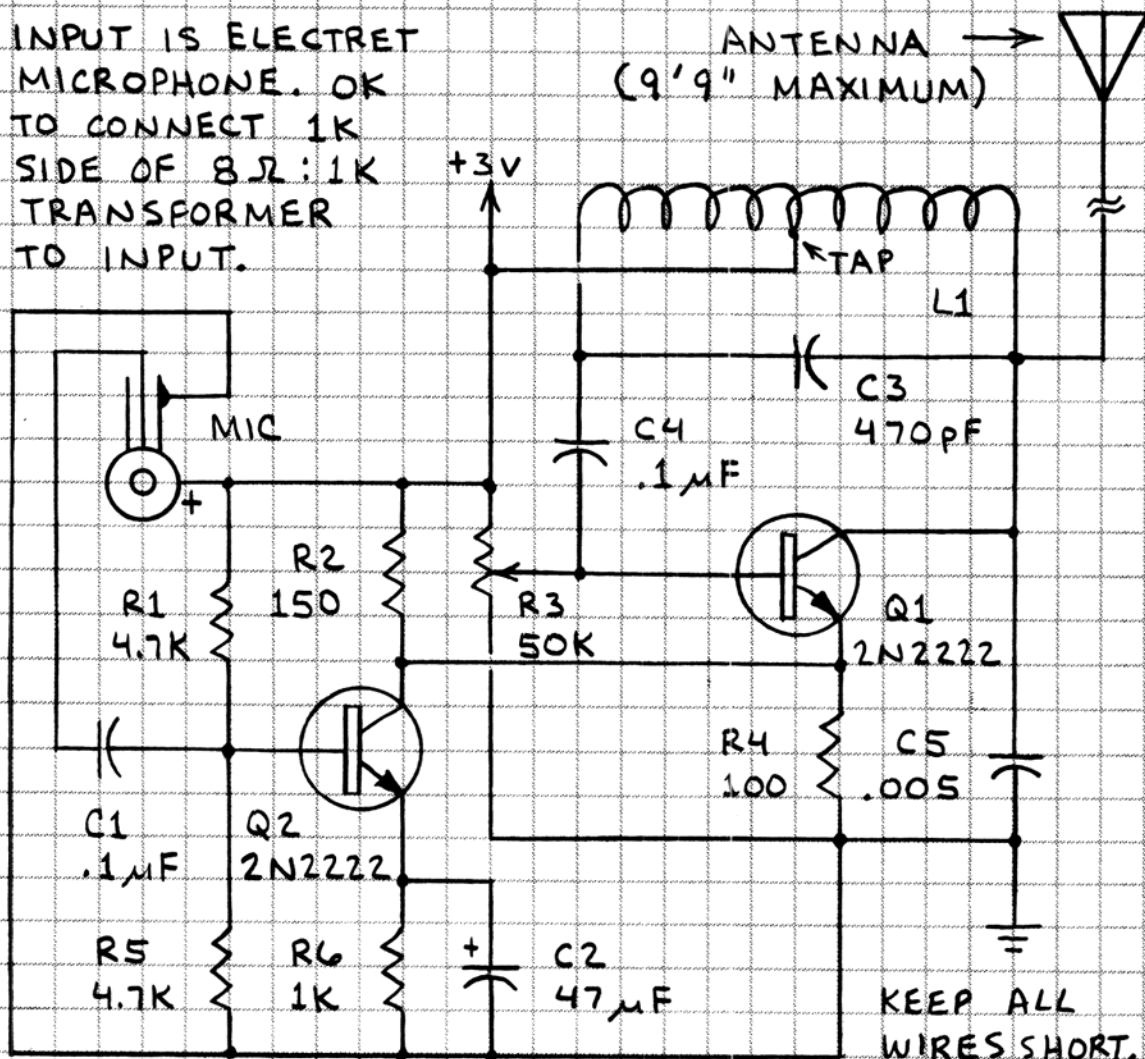 INPUT IS ELECTRET
MICROPHONE. OK
TO CONNECT 1K
SIDE OF 8Ω:1K
TRANSFORMER
TO INPUT.
ANTENNA →
(9'9" MAXIMUM)
+3V
TAP
L1
MIC
+
C3
470pF
C4
.1µF
R2
150
R1
4.7K
R3
50K
Q1
2N2222
R4
100
C5
.005
C1
.1µF
Q2
2N2222
R5
4.7K
R6
1K
+
C2
47µF
KEEP ALL
WIRES SHORT.